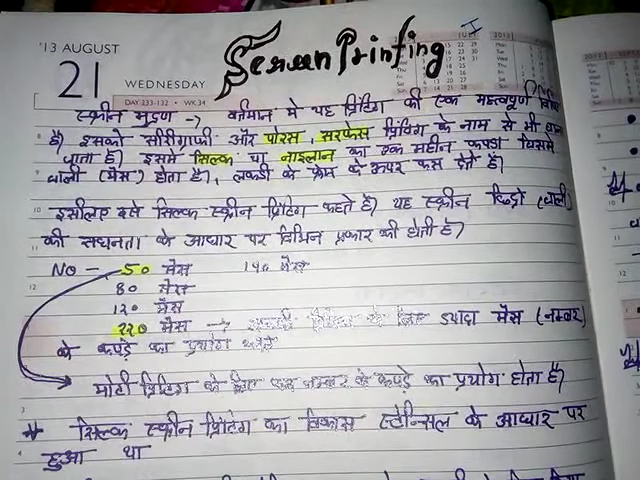 '13 AUGUST
21
WEDNESDAY
DAY 233-132 • WK 34
Screen Printing
स्क्रीन मुद्रण → वर्तमान मे यह प्रिटिंग की एक महत्वपूर्ण विधि
है। इसको सीरीग्राफी और पोरस, सरफेस प्रिंटिंग के नाम से भी जाना
जाता है। इसमे सिल्क या नाइलान का एक महीन कपडा जिसमे
जाली (मेस) होता है, लकडी के फ्रेम के ऊपर कस देते है।
इसीलिए इसे सिल्क स्क्रीन प्रिटिंग कहते है। यह स्क्रीन छिद्रो (जाली)
की सघनता के आधार पर विभिन प्रकार की होती है।
No - 50 मेस 140 मेस
80 मेस
120 मेस
220 मेस → के लिए ज्यादा मेस (नम्बर)
के कपडे का प्रयोग करते
मोटी प्रिटिंग के लिए कम नम्बर के कपडे का प्रयोग होता है।
* सिल्क स्क्रीन प्रिटिंग का विकास स्टेन्सिल के आधार पर
हुआ था